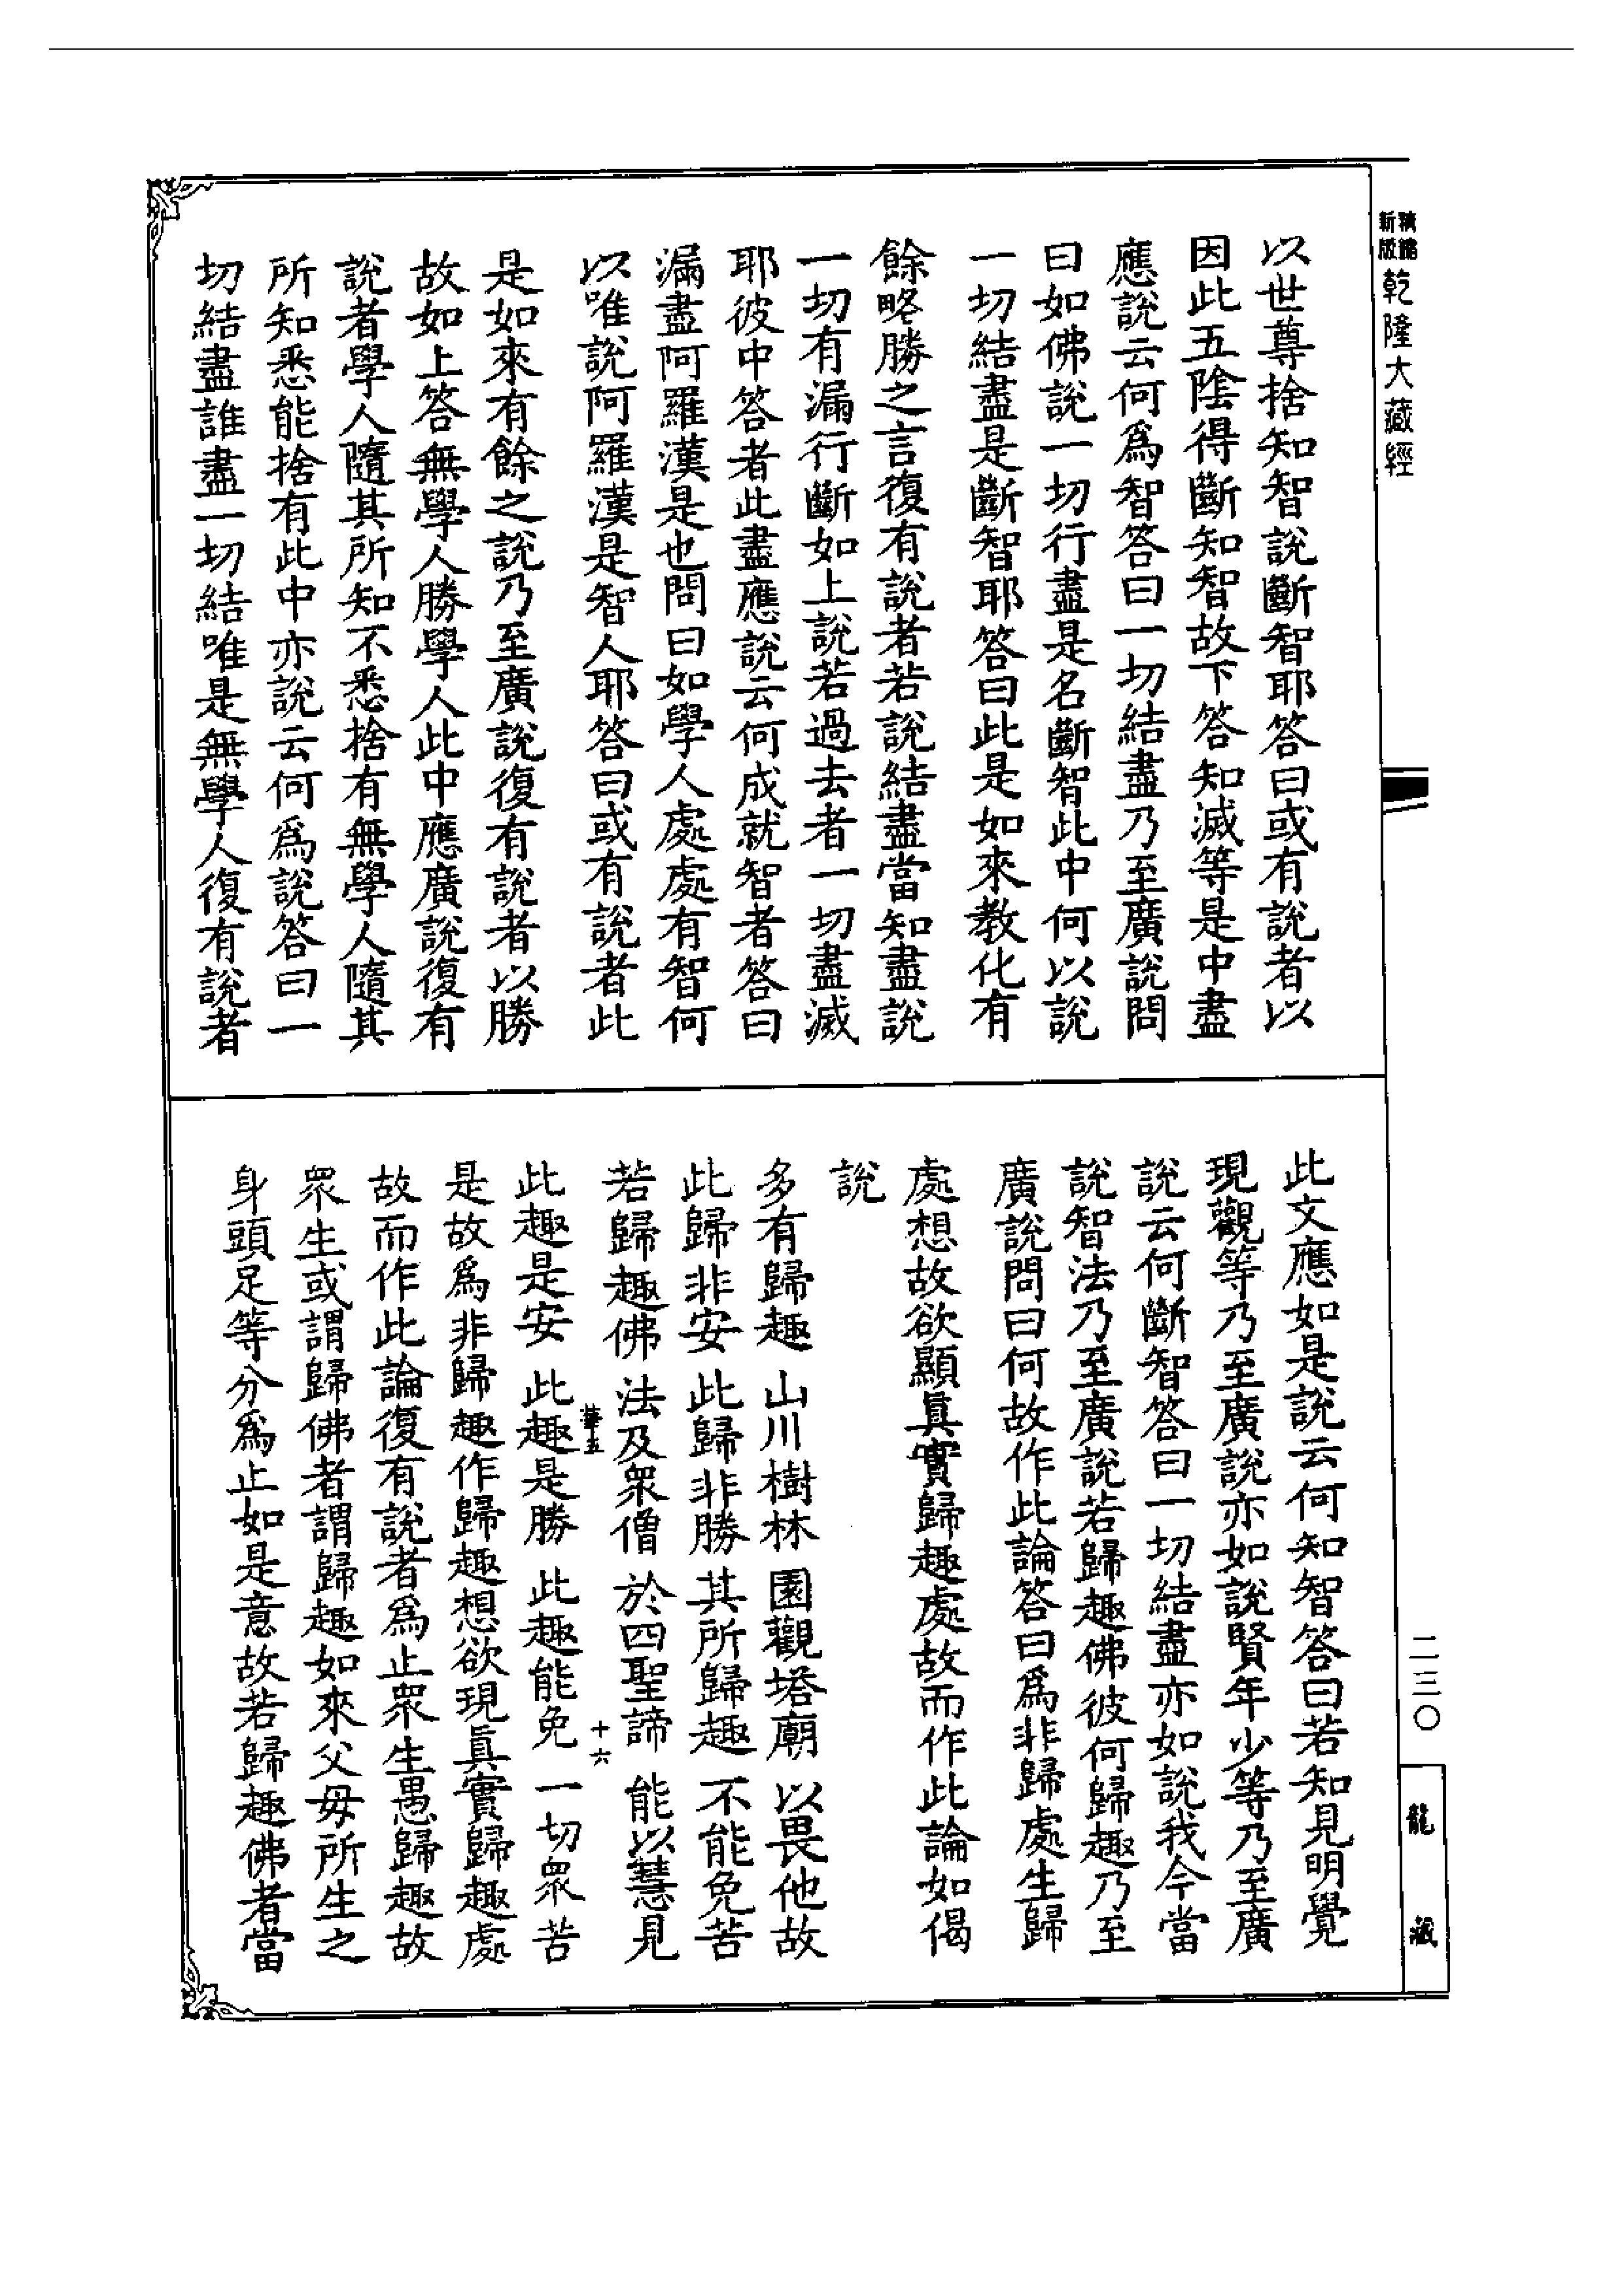 精縮新版乾隆大藏經
以世尊捨知智說斷智耶答曰或有說者以
因此五陰得斷知智故下答知滅等是中盡
應說云何爲智答曰一切結盡乃至廣說問
曰如佛說一切行盡是名斷智此中何以說
一切結盡是斷智耶答曰此是如來教化有
餘略勝之言復有說者若說結盡當知盡說
一切有漏行斷如上說若過去者一切盡滅
耶彼中答者此盡應說云何成就智者答曰
漏盡阿羅漢是也問曰如學人處處有智何
以唯說阿羅漢是智人耶答曰或有說者此
是如來有餘之說乃至廣說復有說者以勝
故如上答無學人勝學人此中應廣說復有
說者學人隨其所知不悉捨有無學人隨其
所知悉能捨有此中亦說云何爲說答曰一
切結盡誰盡一切結唯是無學人復有說者
此文應如是說云何知智答曰若知見明覺
現觀等乃至廣說亦如說賢年少等乃至廣
說云何斷智答曰一切結盡亦如說我今當
說智法乃至廣說若歸趣佛彼何歸趣乃至
廣說問曰何故作此論答曰爲非歸處生歸
處想故欲顯真實歸趣處故而作此論如偈
說
多有歸趣 山川樹林 園觀塔廟 以畏他故
此歸非安 此歸非勝 其所歸趣 不能免苦
若歸趣佛 法及衆僧 於四聖諦 能以慧見
華五 十六
此趣是安 此趣是勝 此趣能免 一切衆苦
是故爲非歸趣作歸趣想欲現真實歸趣處
故而作此論復有說者爲止衆生愚歸趣故
衆生或謂歸佛者謂歸趣如來父母所生之
身頭足等分爲止如是意故若歸趣佛者當
二三〇
龍藏